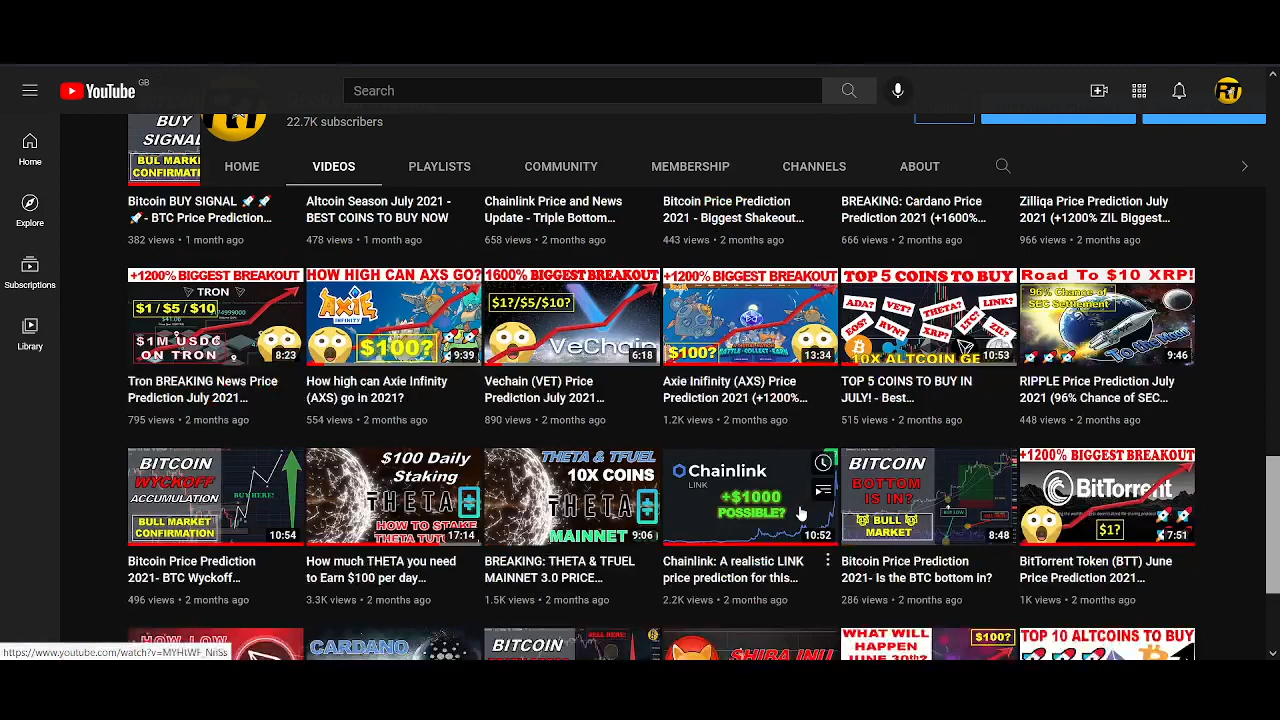 YouTube GB
Search
RT
22.7K subscribers
HOME VIDEOS PLAYLISTS COMMUNITY MEMBERSHIP CHANNELS ABOUT
Home
Explore
Subscriptions
Library
BUY
SIGNAL
BULL MARKET
CONFIRMATI
Bitcoin BUY SIGNAL 🚀 🚀
🚀 - BTC Price Prediction...
382 views • 1 month ago
Altcoin Season July 2021 -
BEST COINS TO BUY NOW
478 views • 1 month ago
Chainlink Price and News
Update - Triple Bottom...
658 views • 2 months ago
Bitcoin Price Prediction
2021 - Biggest Shakeout...
443 views • 2 months ago
BREAKING: Cardano Price
Prediction 2021 (+1600%...
666 views • 2 months ago
Zilliqa Price Prediction July
2021 (+1200% ZIL Biggest...
966 views • 2 months ago
+1200% BIGGEST BREAKOUT
TRON
$1 / $5 / $10
$1M USDC
ON TRON
8:23
Tron BREAKING News Price
Prediction July 2021...
795 views • 2 months ago
HOW HIGH CAN AXS GO?
AXIE
INFINITY
$100?
9:39
How high can Axie Infinity
(AXS) go in 2021?
554 views • 2 months ago
1600% BIGGEST BREAKOUT
$1?/$5/$10?
VeChain
6:18
Vechain (VET) Price
Prediction July 2021...
890 views • 2 months ago
+1200% BIGGEST BREAKOUT
BATTLE-COLLECT-EARN
$100?
13:34
Axie Inifinity (AXS) Price
Prediction 2021 (+1200%...
1.2K views • 2 months ago
TOP 5 COINS TO BUY
ADA? VET? THETA? LINK?
EOS? RVN? XRP? LTC? ZIL?
10X ALTCOIN GE
10:53
TOP 5 COINS TO BUY IN
JULY! - Best...
515 views • 2 months ago
Road To $10 XRP!
96% Chance of
SEC Settlement
To the
9:46
RIPPLE Price Prediction July
2021 (96% Chance of SEC...
448 views • 2 months ago
BITCOIN
WYCKOFF
ACCUMULATION
BUY HERE!
BULL MARKET
CONFIRMATION
10:54
Bitcoin Price Prediction
2021- BTC Wyckoff...
496 views • 2 months ago
$100 Daily
Staking
THETA
HOW TO STAKE
THETA TUT
17:14
How much THETA you need
to Earn $100 per day...
3.3K views • 2 months ago
THETA & TFUEL
10X COINS
THETA
MAINNET
9:06
BREAKING: THETA & TFUEL
MAINNET 3.0 PRICE...
1.5K views • 2 months ago
Chainlink
LINK
+$1000
POSSIBLE?
10:52
Chainlink: A realistic LINK
price prediction for this...
2.2K views • 2 months ago
BITCOIN
BOTTOM
IS IN?
BULL
MARKET
8:48
Bitcoin Price Prediction
2021- Is the BTC bottom in?
286 views • 2 months ago
+1200% BIGGEST BREAKOUT
BitTorrent
$1?
7:51
BitTorrent Token (BTT) June
Price Prediction 2021...
1K views • 2 months ago
HOW LOW
CARDANO
BITCOIN
SELL HERE!
SHIBA INU
WHAT WILL
HAPPEN
JUNE 30th?
$100?
TOP 10 ALTCOINS TO BUY
https://www.youtube.com/watch?v=MYHtWF_NriSs